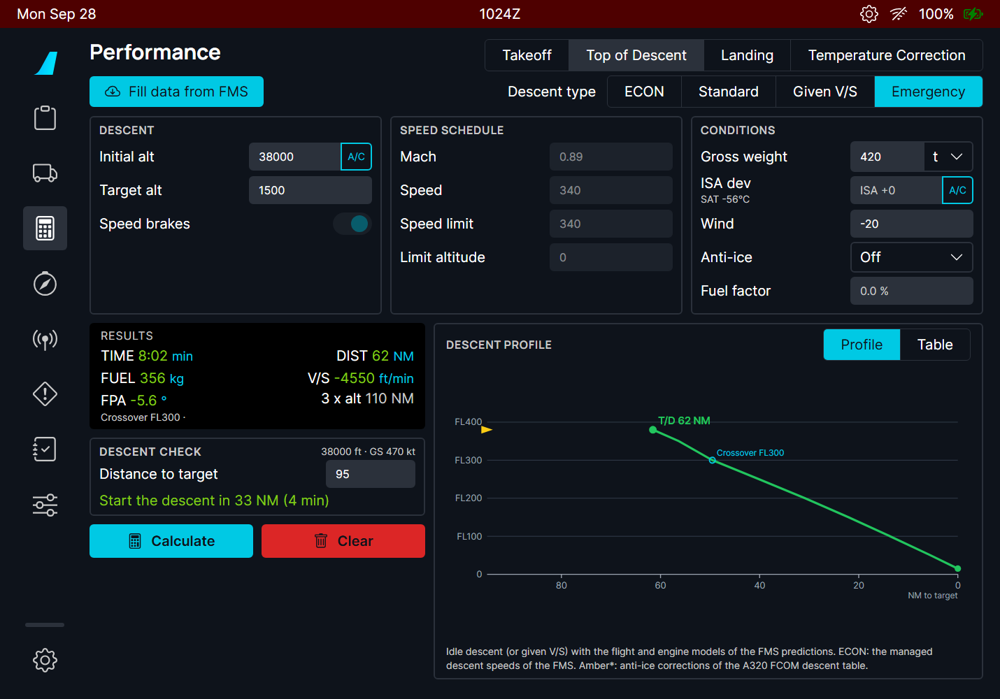 Mon Sep 28
1024Z
100%
Performance
Takeoff
Top of Descent
Landing
Temperature Correction
Fill data from FMS
Descent type
ECON
Standard
Given V/S
Emergency
DESCENT
Initial alt
38000
A/C
Target alt
1500
Speed brakes
SPEED SCHEDULE
Mach
0.89
Speed
340
Speed limit
340
Limit altitude
0
CONDITIONS
Gross weight
420
t
ISA dev
SAT -56°C
ISA +0
A/C
Wind
-20
Anti-ice
Off
Fuel factor
0.0 %
RESULTS
TIME 8:02 min
DIST 62 NM
FUEL 356 kg
V/S -4550 ft/min
FPA -5.6 °
3 x alt 110 NM
Crossover FL300 ·
DESCENT CHECK
38000 ft · GS 470 kt
Distance to target
95
Start the descent in 33 NM (4 min)
Calculate
Clear
DESCENT PROFILE
Profile
Table
FL400
T/D 62 NM
FL300
Crossover FL300
FL200
FL100
0
80
60
40
20
0
NM to target
Idle descent (or given V/S) with the flight and engine models of the FMS predictions. ECON: the managed
descent speeds of the FMS. Amber*: anti-ice corrections of the A320 FCOM descent table.